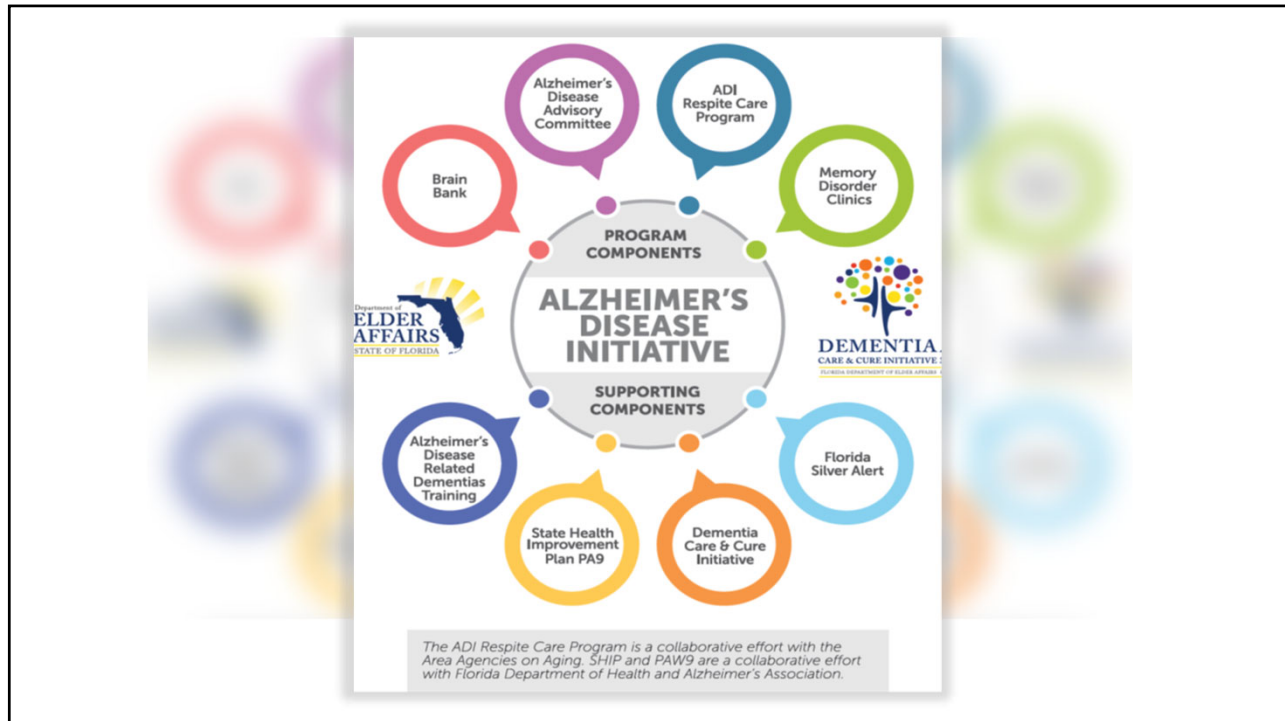 Alzheimer's
Disease
Advisory
Committee
ADI
Respite Care
Program
Brain
Bank
Memory
Disorder
Clinics
PROGRAM
COMPONENTS
ALZHEIMER'S
DISEASE
INITIATIVE
SUPPORTING
COMPONENTS
Department of
ELDER
AFFAIRS
STATE OF FLORIDA
DEMENTIA
CARE & CURE INITIATIVE
FLORIDA DEPARTMENT OF ELDER AFFAIRS
Alzheimer's
Disease
Related
Dementias
Training
Florida
Silver Alert
State Health
Improvement
Plan PA9
Dementia
Care & Cure
Initiative
The ADI Respite Care Program is a collaborative effort with the
Area Agencies on Aging. SHIP and PAW9 are a collaborative effort
with Florida Department of Health and Alzheimer's Association.